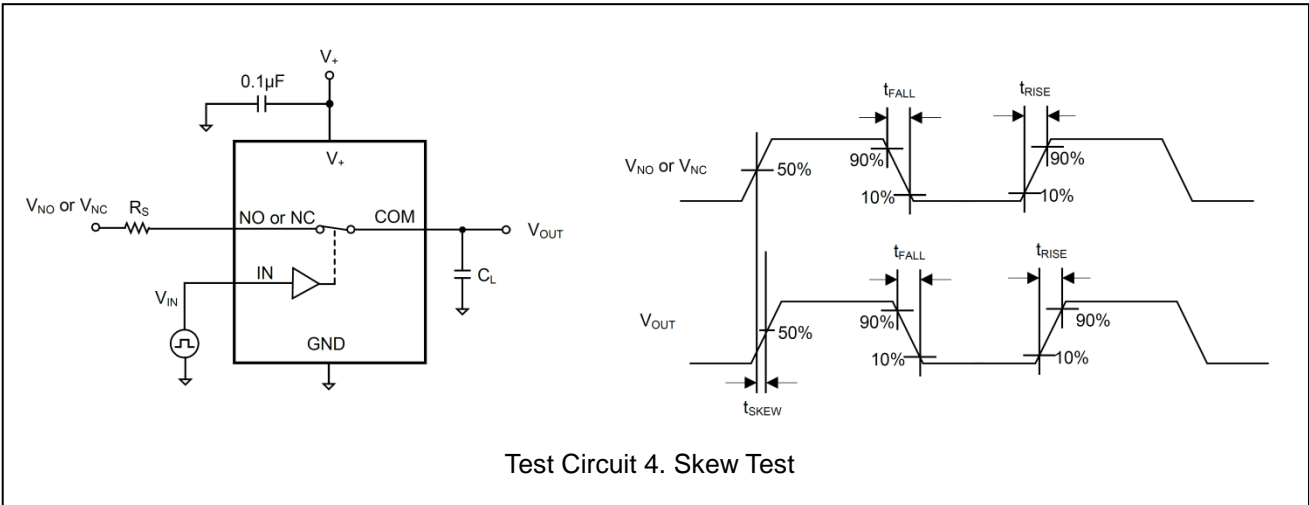 V+
0.1µF
V+
VNO or VNC
RS
NO or NC
COM
VOUT
IN
CL
VIN
GND
tFALL
tRISE
VNO or VNC
50%
90%
90%
10%
10%
tFALL
tRISE
VOUT
50%
90%
90%
10%
10%
tSKEW
Test Circuit 4. Skew Test